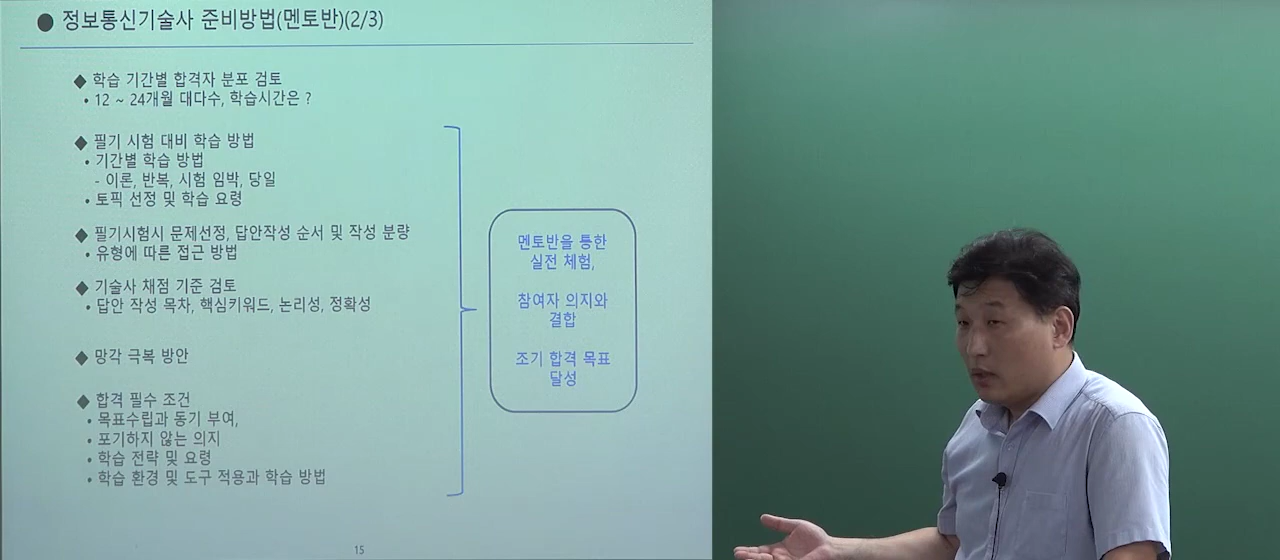 ● 정보통신기술사 준비방법(멘토반)(2/3)
◆ 학습 기간별 합격자 분포 검토
• 12 ~ 24개월 대다수, 학습시간은 ?
◆ 필기 시험 대비 학습 방법
• 기간별 학습 방법
- 이론, 반복, 시험 임박, 당일
• 토픽 선정 및 학습 요령
◆ 필기시험시 문제선정, 답안작성 순서 및 작성 분량
• 유형에 따른 접근 방법
◆ 기술사 채점 기준 검토
• 답안 작성 목차, 핵심키워드, 논리성, 정확성
◆ 망각 극복 방안
◆ 합격 필수 조건
• 목표수립과 동기 부여,
• 포기하지 않는 의지
• 학습 전략 및 요령
• 학습 환경 및 도구 적용과 학습 방법
멘토반을 통한
실전 체험,
참여자 의지와
결합
조기 합격 목표
달성
15